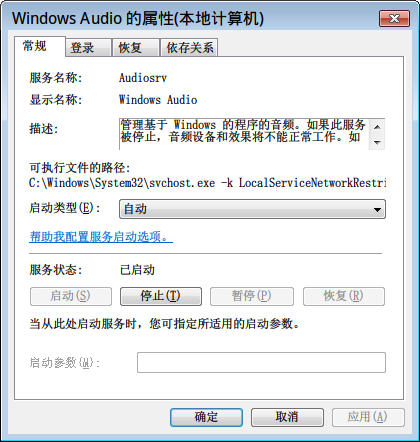 Windows Audio 的属性(本地计算机)
常规 登录 恢复 依存关系
服务名称: Audiosrv
显示名称: Windows Audio
描述: 管理基于 Windows 的程序的音频。如果此服务
被停止，音频设备和效果将不能正常工作。如
可执行文件的路径:
C:\Windows\System32\svchost.exe -k LocalServiceNetworkRestri
启动类型(E): 自动
帮助我配置服务启动选项。
服务状态: 已启动
启动(S) 停止(T) 暂停(P) 恢复(R)
当从此处启动服务时，您可指定所适用的启动参数。
启动参数(M):
确定 取消 应用(A)